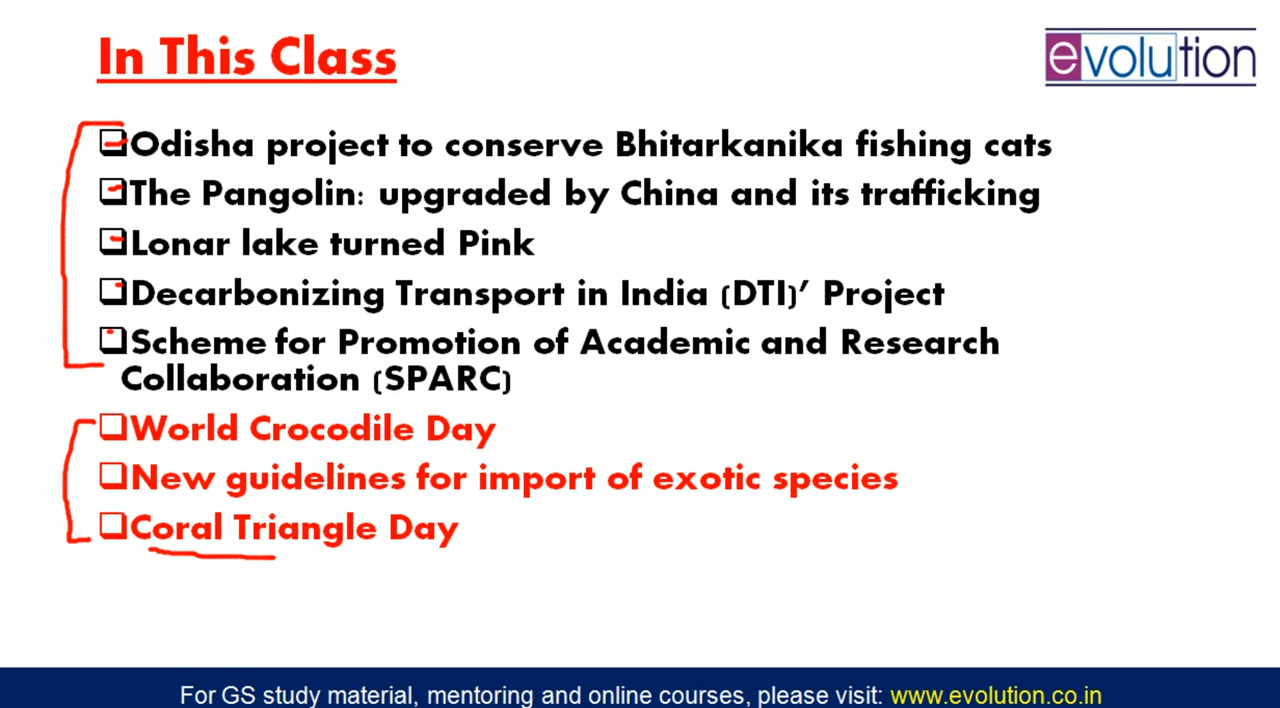 In This Class
evolution
Odisha project to conserve Bhitarkanika fishing cats
The Pangolin: upgraded by China and its trafficking
Lonar lake turned Pink
Decarbonizing Transport in India (DTI)’ Project
Scheme for Promotion of Academic and Research
Collaboration (SPARC)
World Crocodile Day
New guidelines for import of exotic species
Coral Triangle Day
For GS study material, mentoring and online courses, please visit: www.evolution.co.in